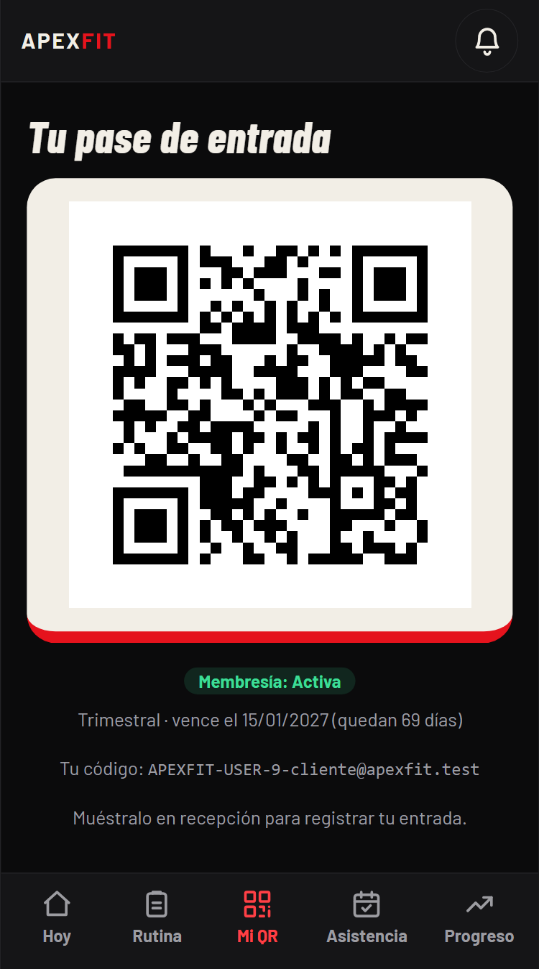 APEXFIT
Tu pase de entrada
Membresía: Activa
Trimestral · vence el 15/01/2027 (quedan 69 días)
Tu código: APEXFIT-USER-9-cliente@apexfit.test
Muéstralo en recepción para registrar tu entrada.
Hoy
Rutina
Mi QR
Asistencia
Progreso